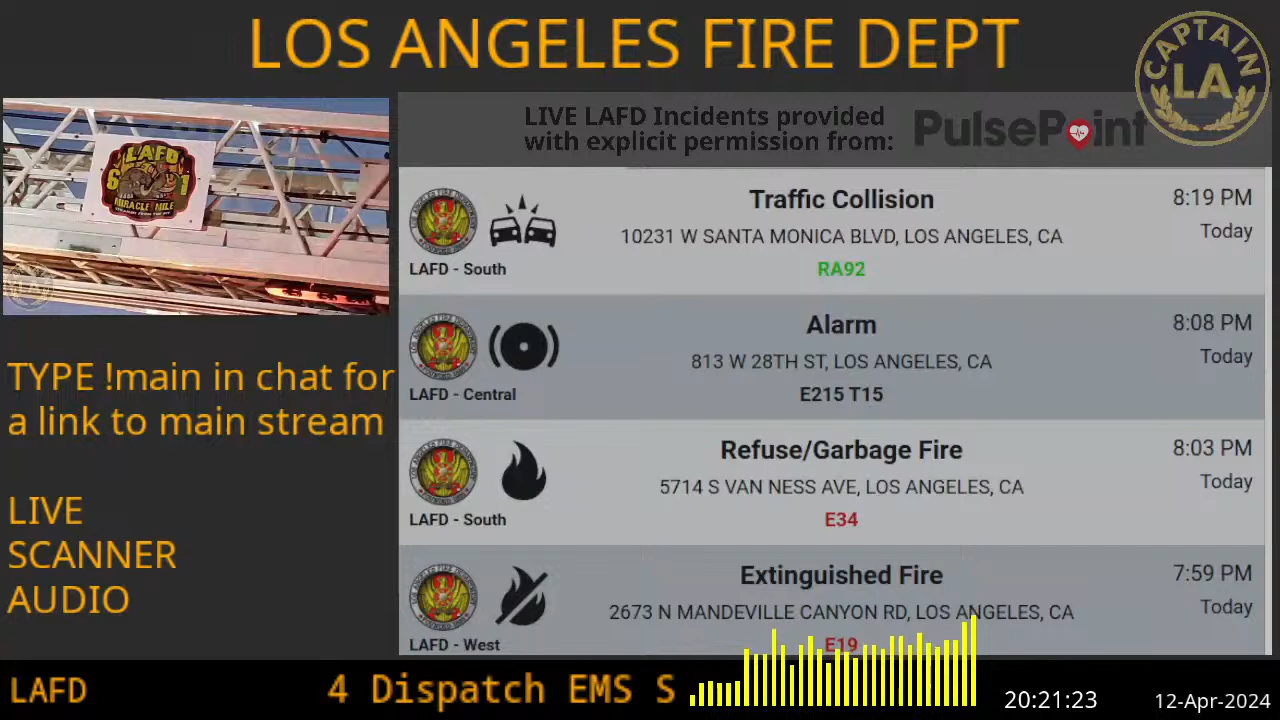 LOS ANGELES FIRE DEPT
CAPTAIN
LA
LIVE LAFD Incidents provided
with explicit permission from:
PulsePoint
LAFD
61
MIRACLE MILE
Traffic Collision
8:19 PM
10231 W SANTA MONICA BLVD, LOS ANGELES, CA
Today
LAFD - South
RA92
Alarm
8:08 PM
813 W 28TH ST, LOS ANGELES, CA
Today
LAFD - Central
E215 T15
Refuse/Garbage Fire
8:03 PM
5714 S VAN NESS AVE, LOS ANGELES, CA
Today
LAFD - South
E34
Extinguished Fire
7:59 PM
2673 N MANDEVILLE CANYON RD, LOS ANGELES, CA
Today
LAFD - West
E19
TYPE !main in chat for
a link to main stream
LIVE
SCANNER
AUDIO
LAFD
4 Dispatch EMS S
20:21:23
12-Apr-2024